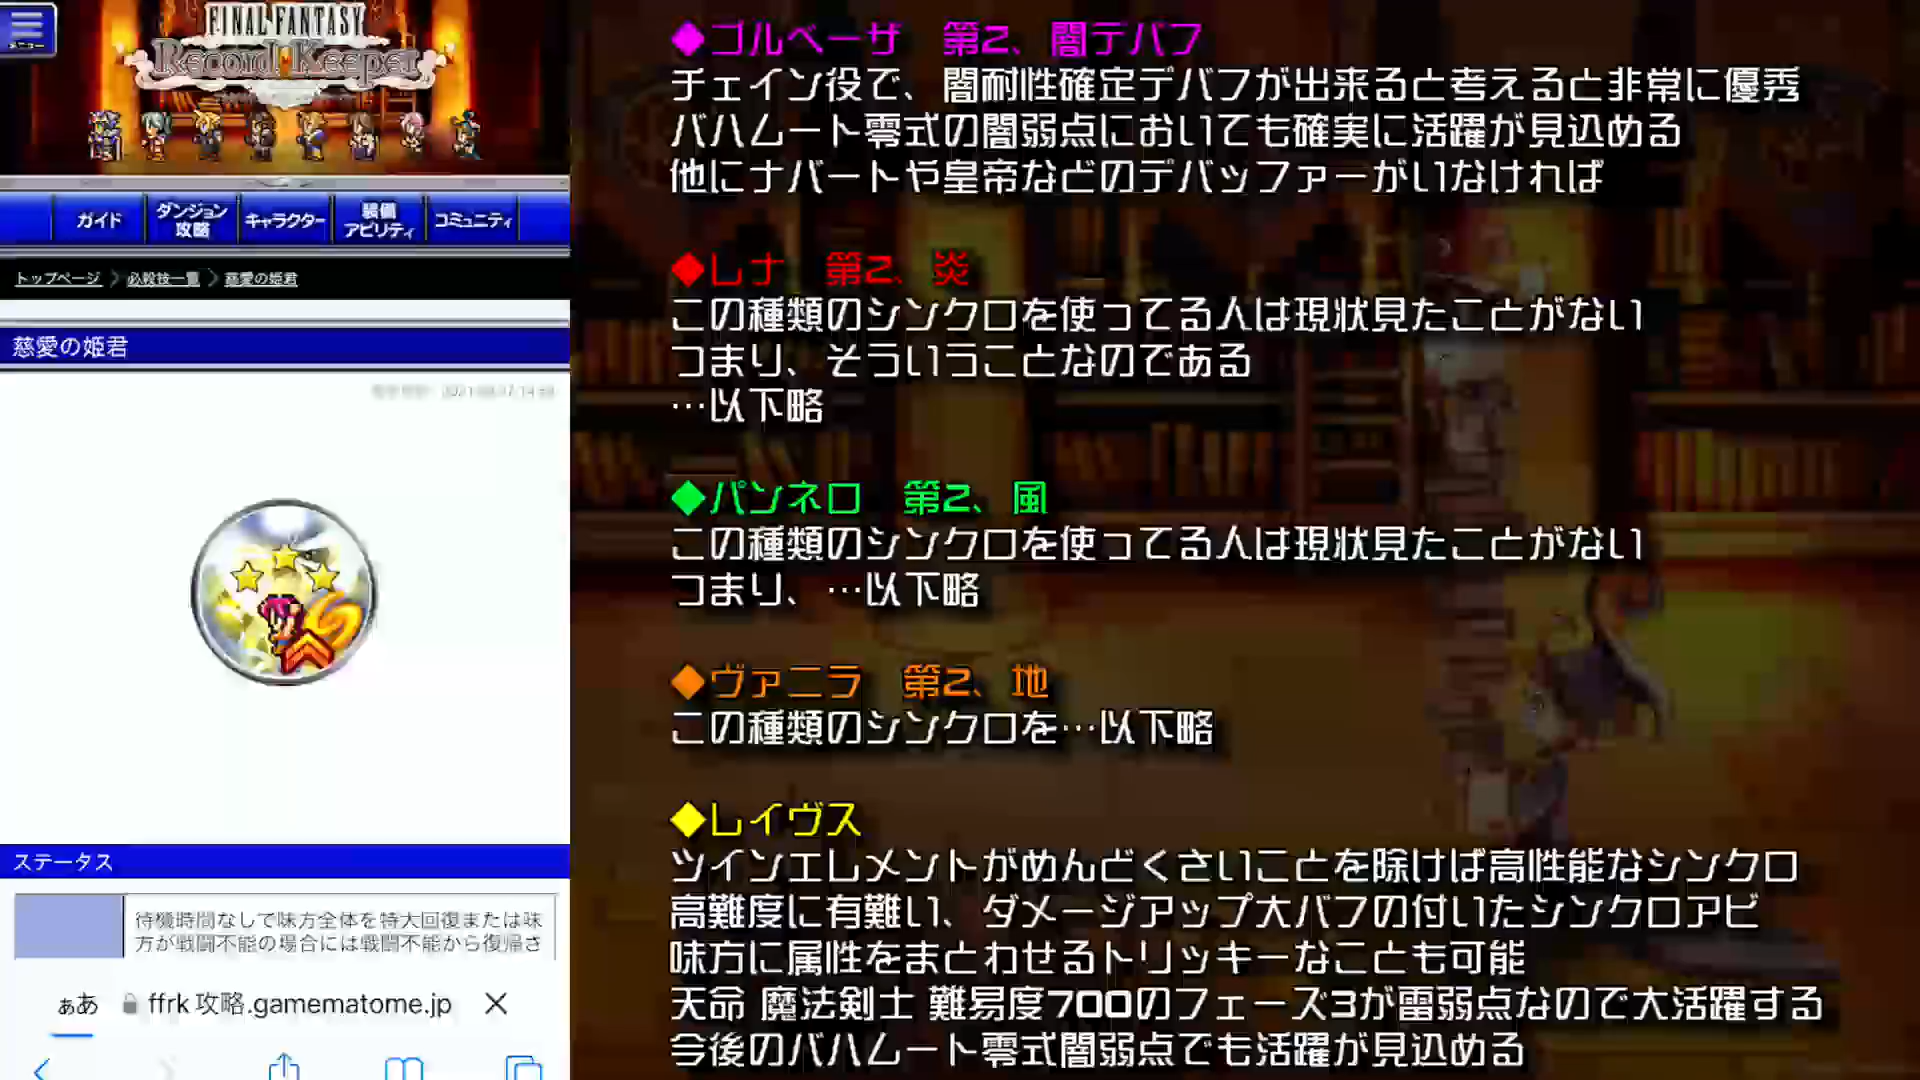 メニュー
FINAL FANTASY
Record Keeper
ガイド
ダンジョン
攻略
キャラクター
装備
アビリティ
コミュニティ
トップページ 必殺技一覧 慈愛の姫君
慈愛の姫君
ステータス
待機時間なしで味方全体を特大回復または味
方が戦闘不能の場合には戦闘不能から復帰さ
ぁあ ffrk攻略.gamematome.jp
◆ゴルベーザ 第2、闇デバフ
チェイン役で、闇耐性確定デバフが出来ると考えると非常に優秀
バハムート零式の闇弱点においても確実に活躍が見込める
他にナバートや皇帝などのデバッファーがいなければ
◆レナ 第2、炎
この種類のシンクロを使ってる人は現状見たことがない
つまり、そういうことなのである
…以下略
◆パンネロ 第2、風
この種類のシンクロを使ってる人は現状見たことがない
つまり、…以下略
◆ヴァニラ 第2、地
この種類のシンクロを…以下略
◆レイヴス
ツインエレメントがめんどくさいことを除けば高性能なシンクロ
高難度に有難い、ダメージアップ大バフの付いたシンクロアビ
味方に属性をまとわせるトリッキーなことも可能
天命 魔法剣士 難易度700のフェーズ3が雷弱点なので大活躍する
今後のバハムート零式闇弱点でも活躍が見込める